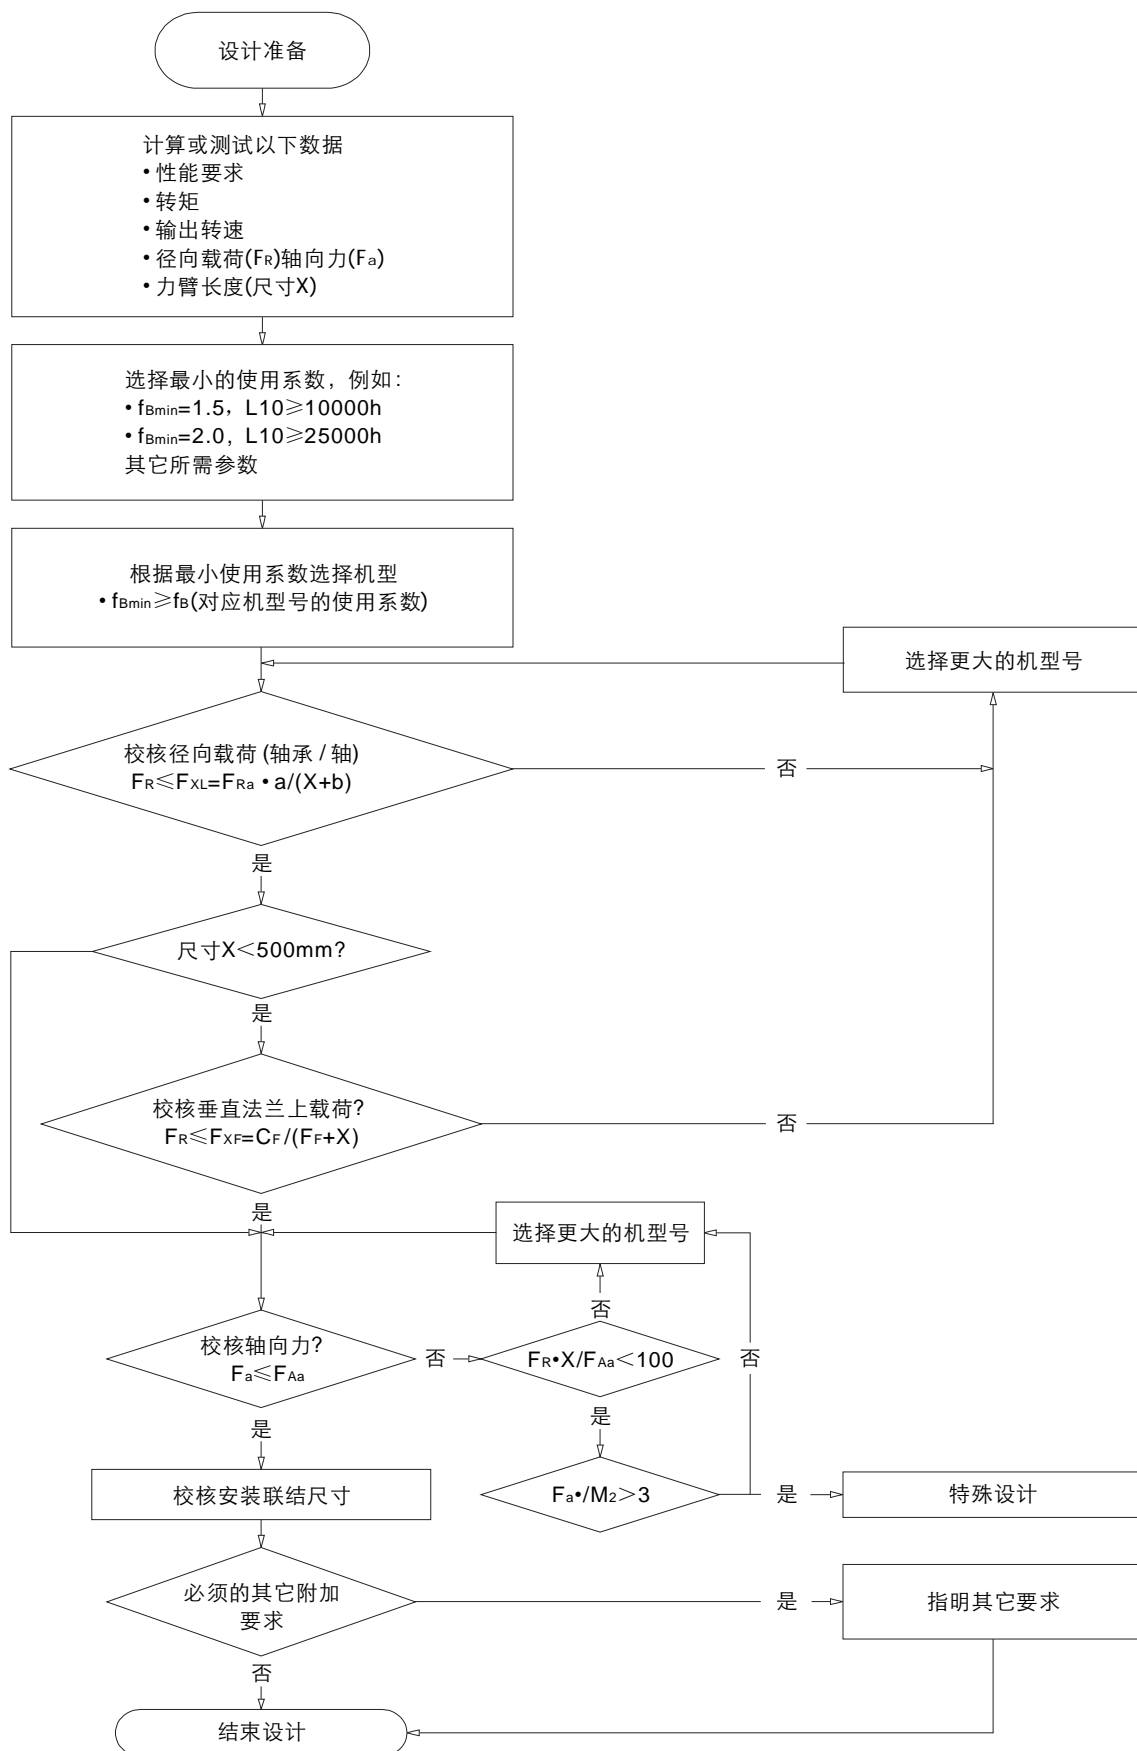 设计准备
计算或测试以下数据
•性能要求
•转矩
•输出转速
•径向载荷(FR)轴向力(Fa)
•力臂长度(尺寸X)
选择最小的使用系数，例如：
•fBmin=1.5，L10≥10000h
•fBmin=2.0，L10≥25000h
其它所需参数
根据最小使用系数选择机型
•fBmin≥fB(对应机型号的使用系数)
选择更大的机型号
校核径向载荷(轴承/轴)
FR≤FXL=FRa•a/(X+b)
否
是
尺寸X＜500mm?
是
校核垂直法兰上载荷?
FR≤FXF=CF/(FF+X)
否
是
选择更大的机型号
否
校核轴向力?
Fa≤FAa
否
FR•X/FAa＜100
否
是
是
校核安装联结尺寸
Fa•/M2＞3
是
特殊设计
必须的其它附加
要求
是
指明其它要求
否
结束设计